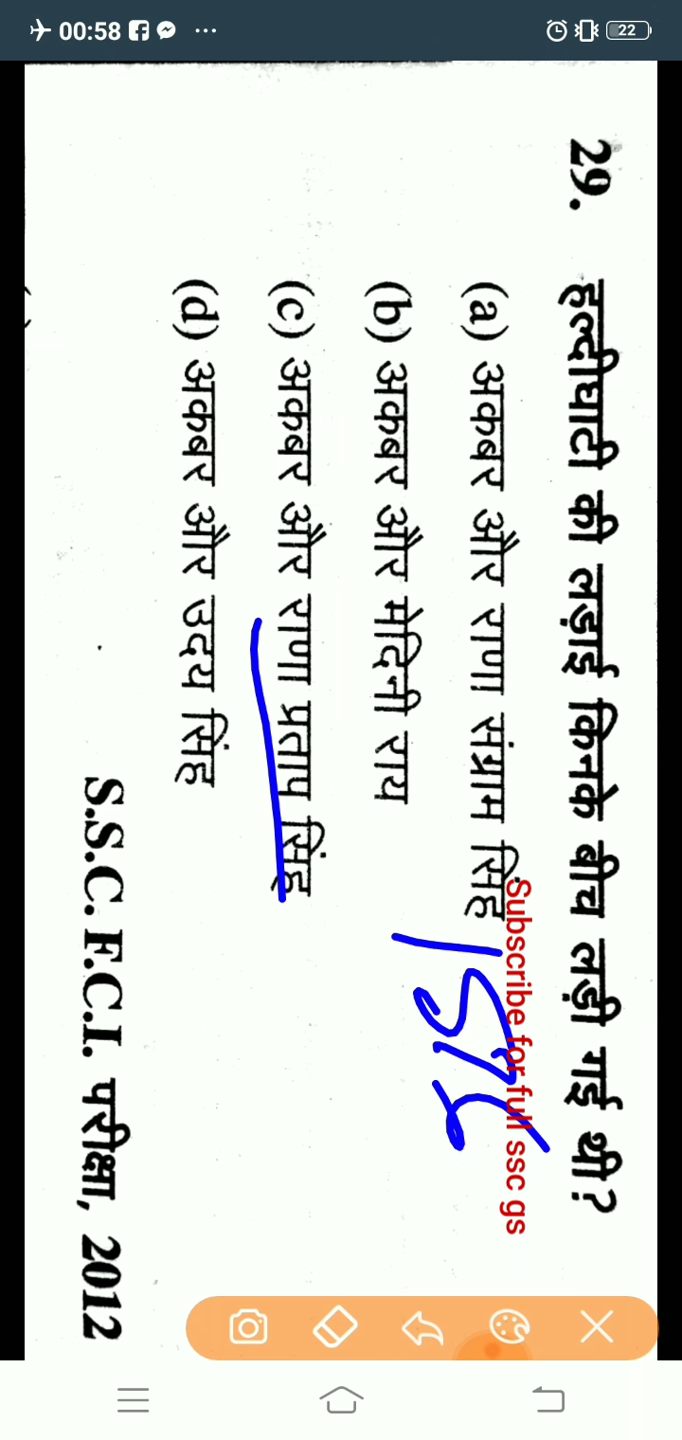 00:58
22
29. हल्दीघाटी की लड़ाई किनके बीच लड़ी गई थी?
(a) अकबर और राणा संग्राम सिंह
Subscribe for full ssc gs
1576
(b) अकबर और मेदिनी राय
(c) अकबर और राणा प्रताप सिंह
(d) अकबर और उदय सिंह
S.S.C. F.C.I. परीक्षा, 2012